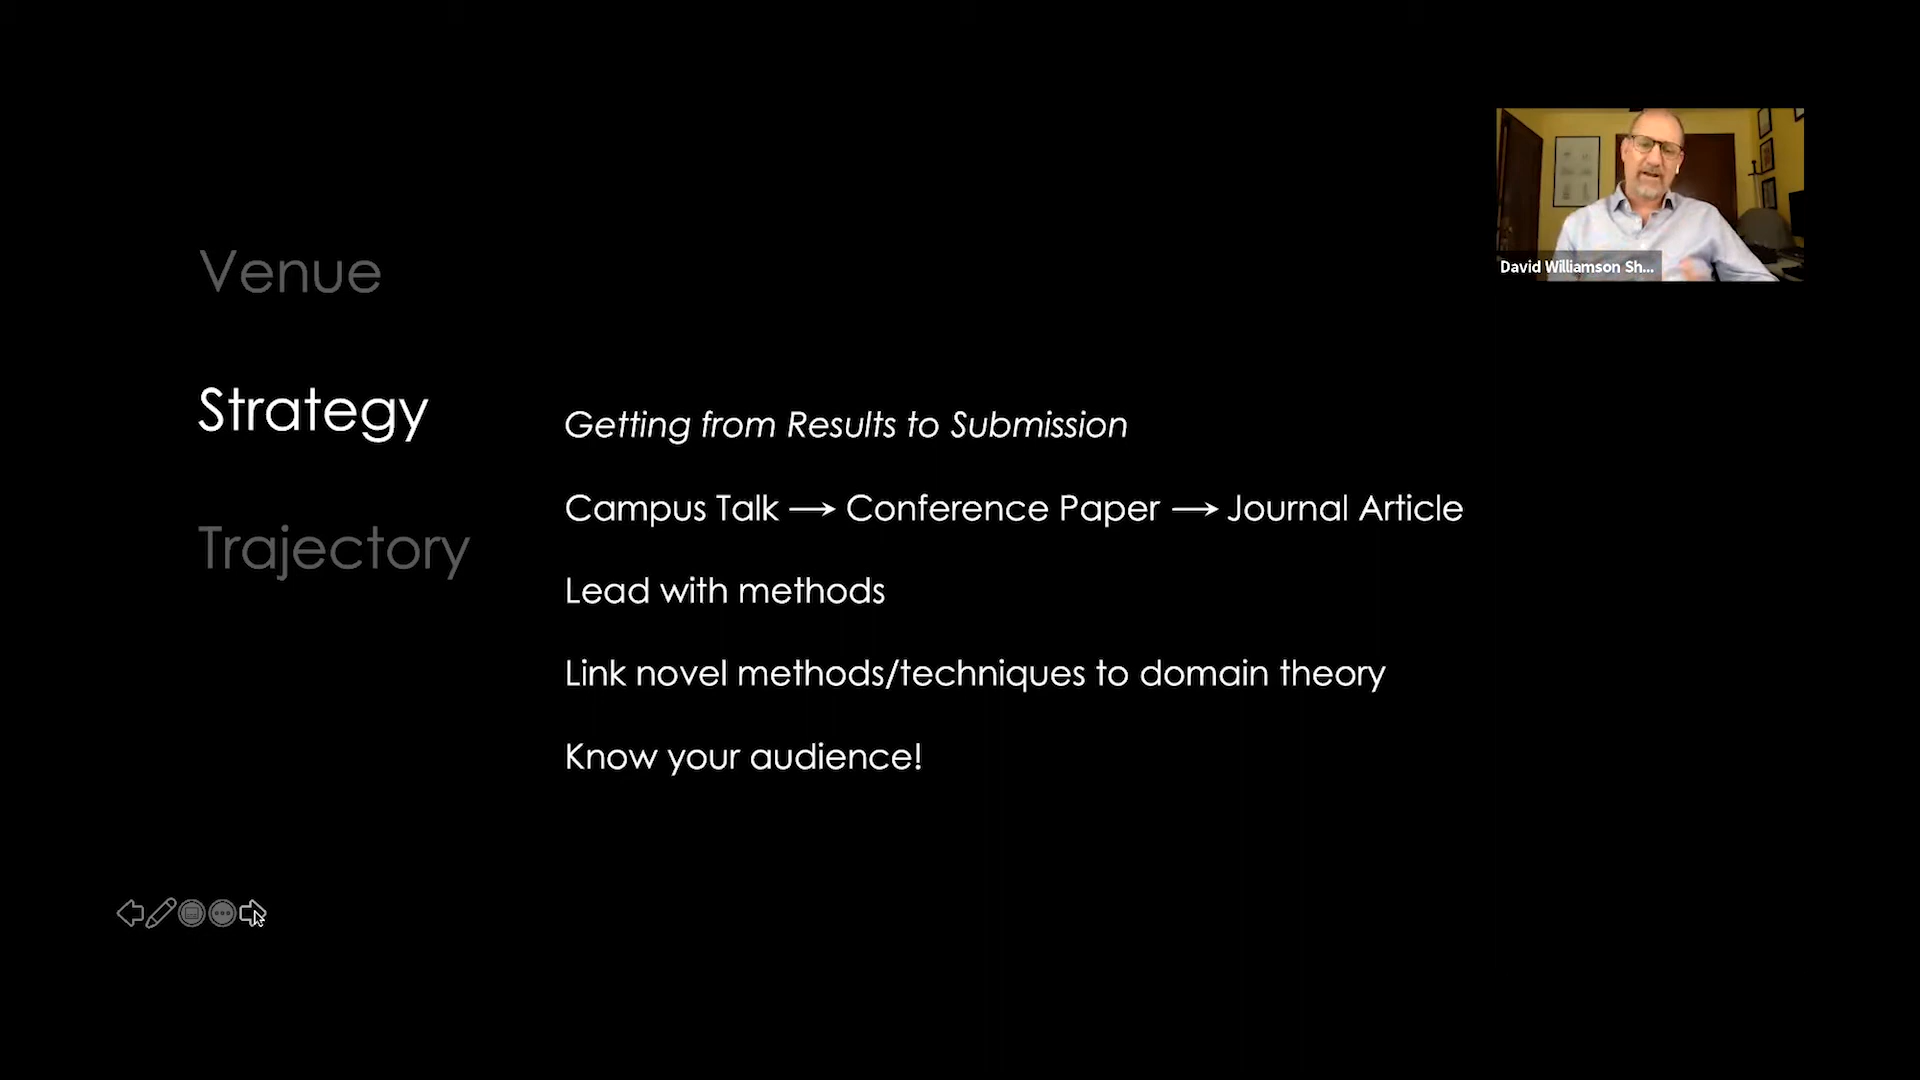 David Williamson Sh...
Venue
Strategy
Getting from Results to Submission
Campus Talk → Conference Paper → Journal Article
Trajectory
Lead with methods
Link novel methods/techniques to domain theory
Know your audience!